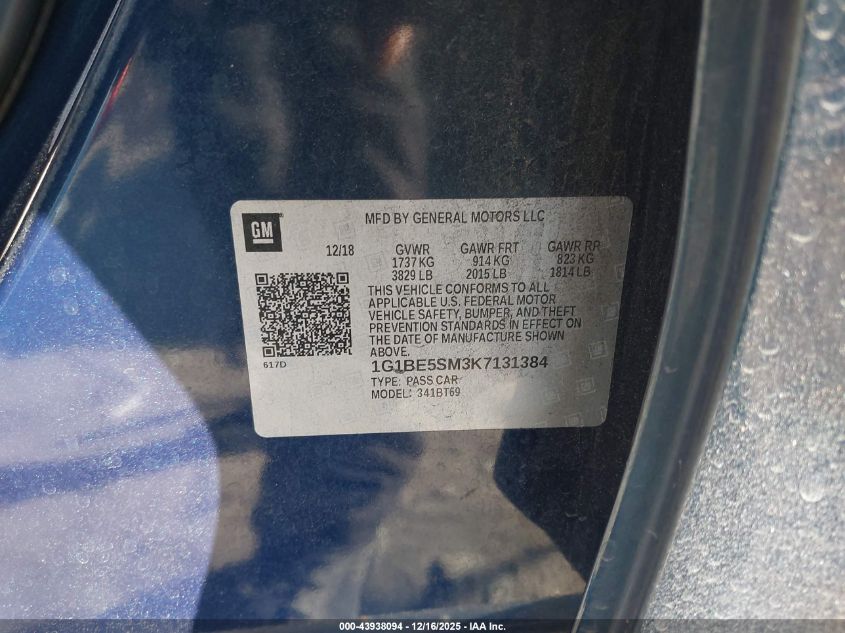 GM
MFD BY GENERAL MOTORS LLC
12/18 GVWR GAWR FRT GAWR RR
1737 KG 914 KG 823 KG
3829 LB 2015 LB 1814 LB
THIS VEHICLE CONFORMS TO ALL
APPLICABLE U.S. FEDERAL MOTOR
VEHICLE SAFETY, BUMPER, AND THEFT
PREVENTION STANDARDS IN EFFECT ON
THE DATE OF MANUFACTURE SHOWN
ABOVE.
617D
1G1BE5SM3K7131384
TYPE: PASS CAR
MODEL: 341BT69
000-43938094 - 12/16/2025 - IAA Inc.